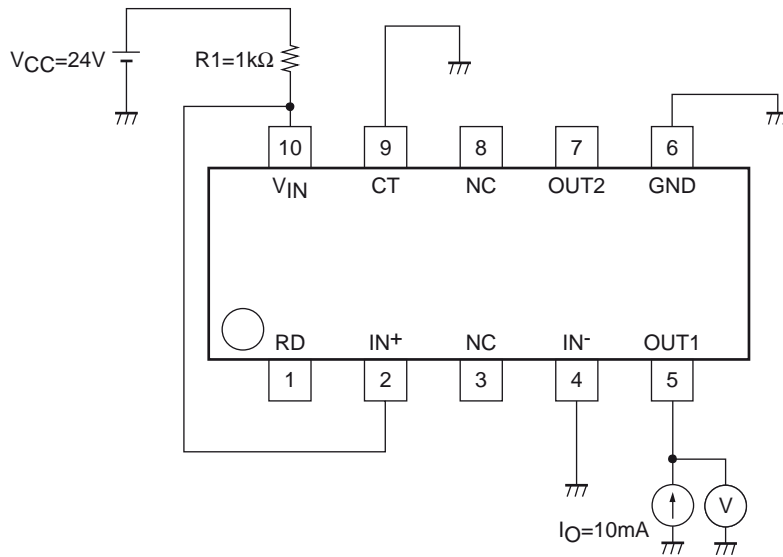 VCC=24V
R1=1kΩ
10 9 8 7 6
VIN CT NC OUT2 GND
RD IN+ NC IN- OUT1
1 2 3 4 5
IO=10mA
V